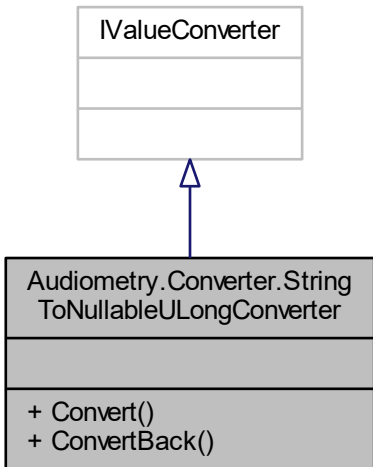 IValueConverter
Audiometry.Converter.String
ToNullableULongConverter
+ Convert()
+ ConvertBack()